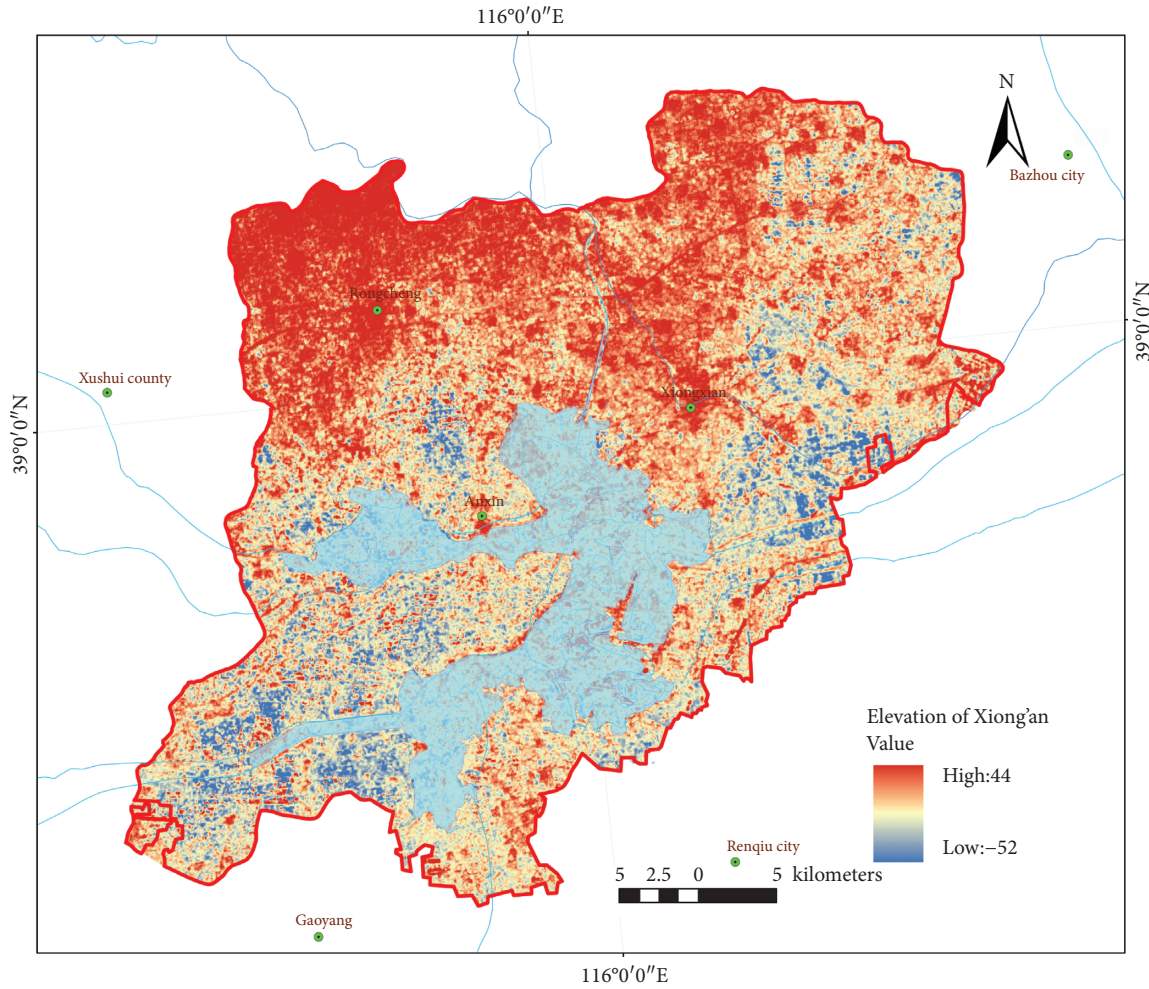 116°0′0″E
N
Bazhou city
Rongcheng
39°0′0″N
Xushui county
Xiongxian
39°0′0″N
Anxin
Elevation of Xiong'an
Value
High:44
Low:−52
Renqiu city
5 2.5 0 5 kilometers
Gaoyang
116°0′0″E